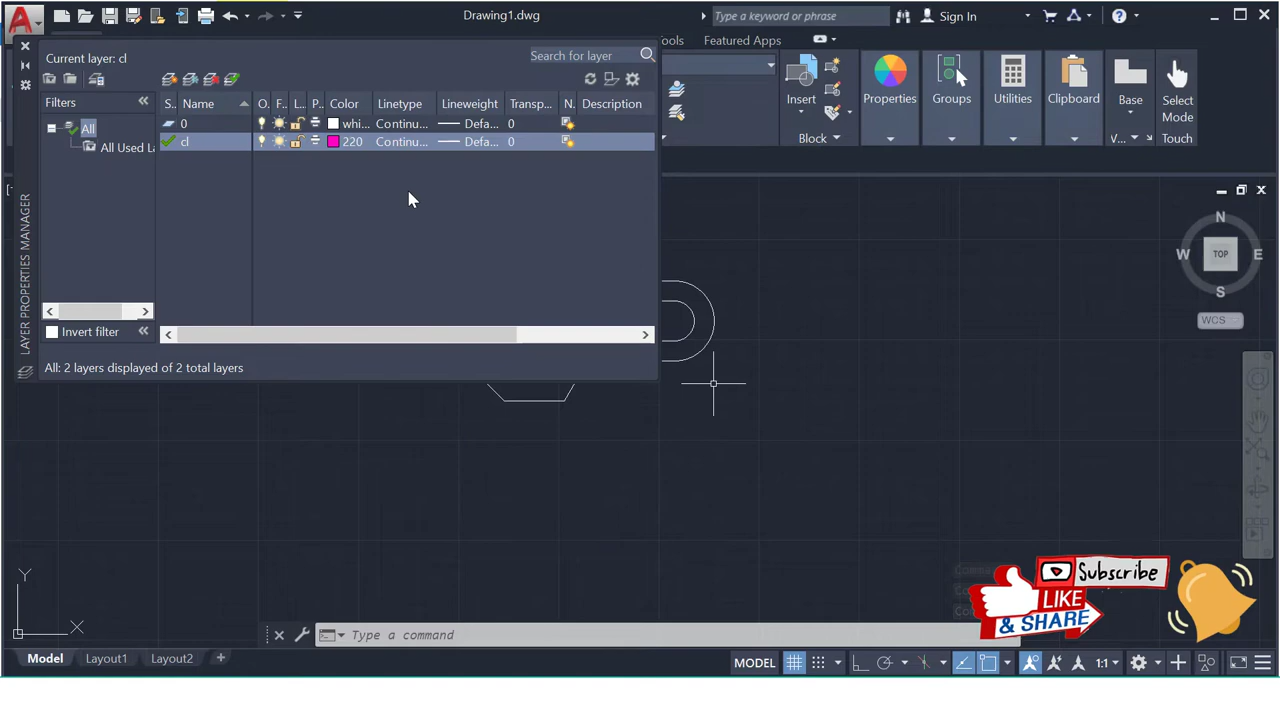 Drawing1.dwg
Type a keyword or phrase
Sign In
Tools
Featured Apps
Current layer: cl
Search for layer
Filters
S.. Name O. F.. L.. P.. Color Linetype Lineweight Transp... N. Description
All
All Used La
0 whi... Continu... Defa... 0
cl 220 Continu... Defa... 0
Invert filter
All: 2 layers displayed of 2 total layers
LAYER PROPERTIES MANAGER
Insert
Block
Properties
Groups
Utilities
Clipboard
Base
V...
Select
Mode
Touch
N
W
TOP
E
S
WCS
Y
X
Subscribe
LIKE
& SHARE
Type a command
Model
Layout1
Layout2
MODEL
1:1